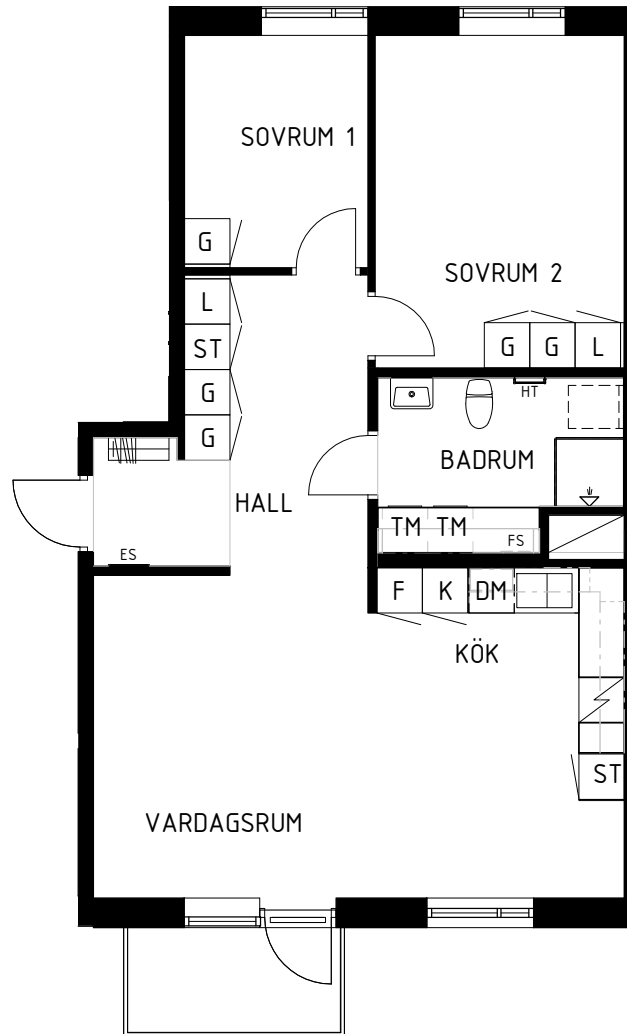 SOVRUM 1
G
SOVRUM 2
L
ST
G
G
G G L
HT
BADRUM
HALL
TM TM
ES
FS
F K DM
KÖK
ST
VARDAGSRUM